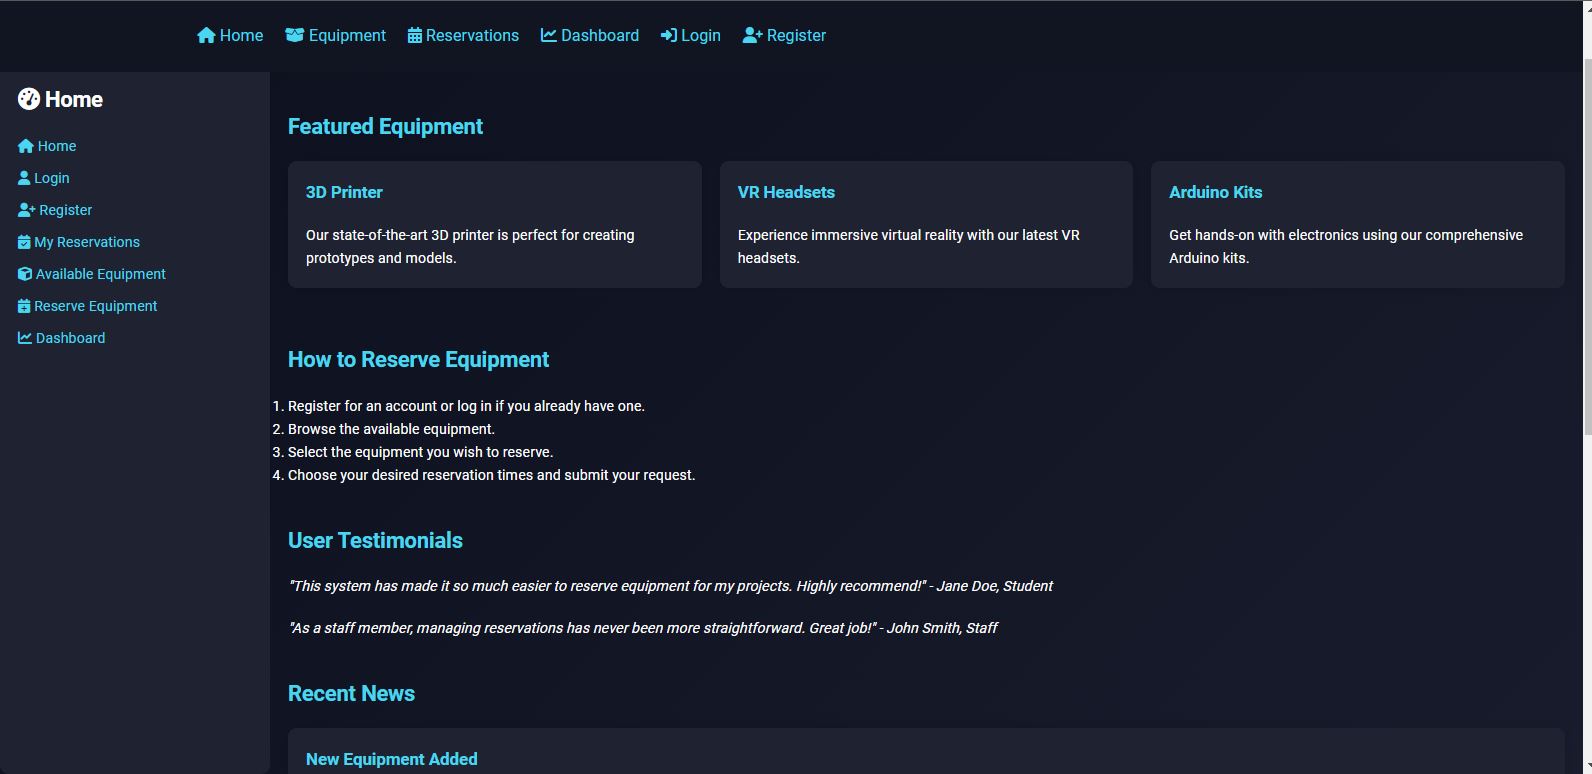 Home Equipment Reservations Dashboard Login Register
Home
Home
Login
Register
My Reservations
Available Equipment
Reserve Equipment
Dashboard
Featured Equipment
3D Printer
Our state-of-the-art 3D printer is perfect for creating
prototypes and models.
VR Headsets
Experience immersive virtual reality with our latest VR
headsets.
Arduino Kits
Get hands-on with electronics using our comprehensive
Arduino kits.
How to Reserve Equipment
1. Register for an account or log in if you already have one.
2. Browse the available equipment.
3. Select the equipment you wish to reserve.
4. Choose your desired reservation times and submit your request.
User Testimonials
"This system has made it so much easier to reserve equipment for my projects. Highly recommend!" - Jane Doe, Student
"As a staff member, managing reservations has never been more straightforward. Great job!" - John Smith, Staff
Recent News
New Equipment Added